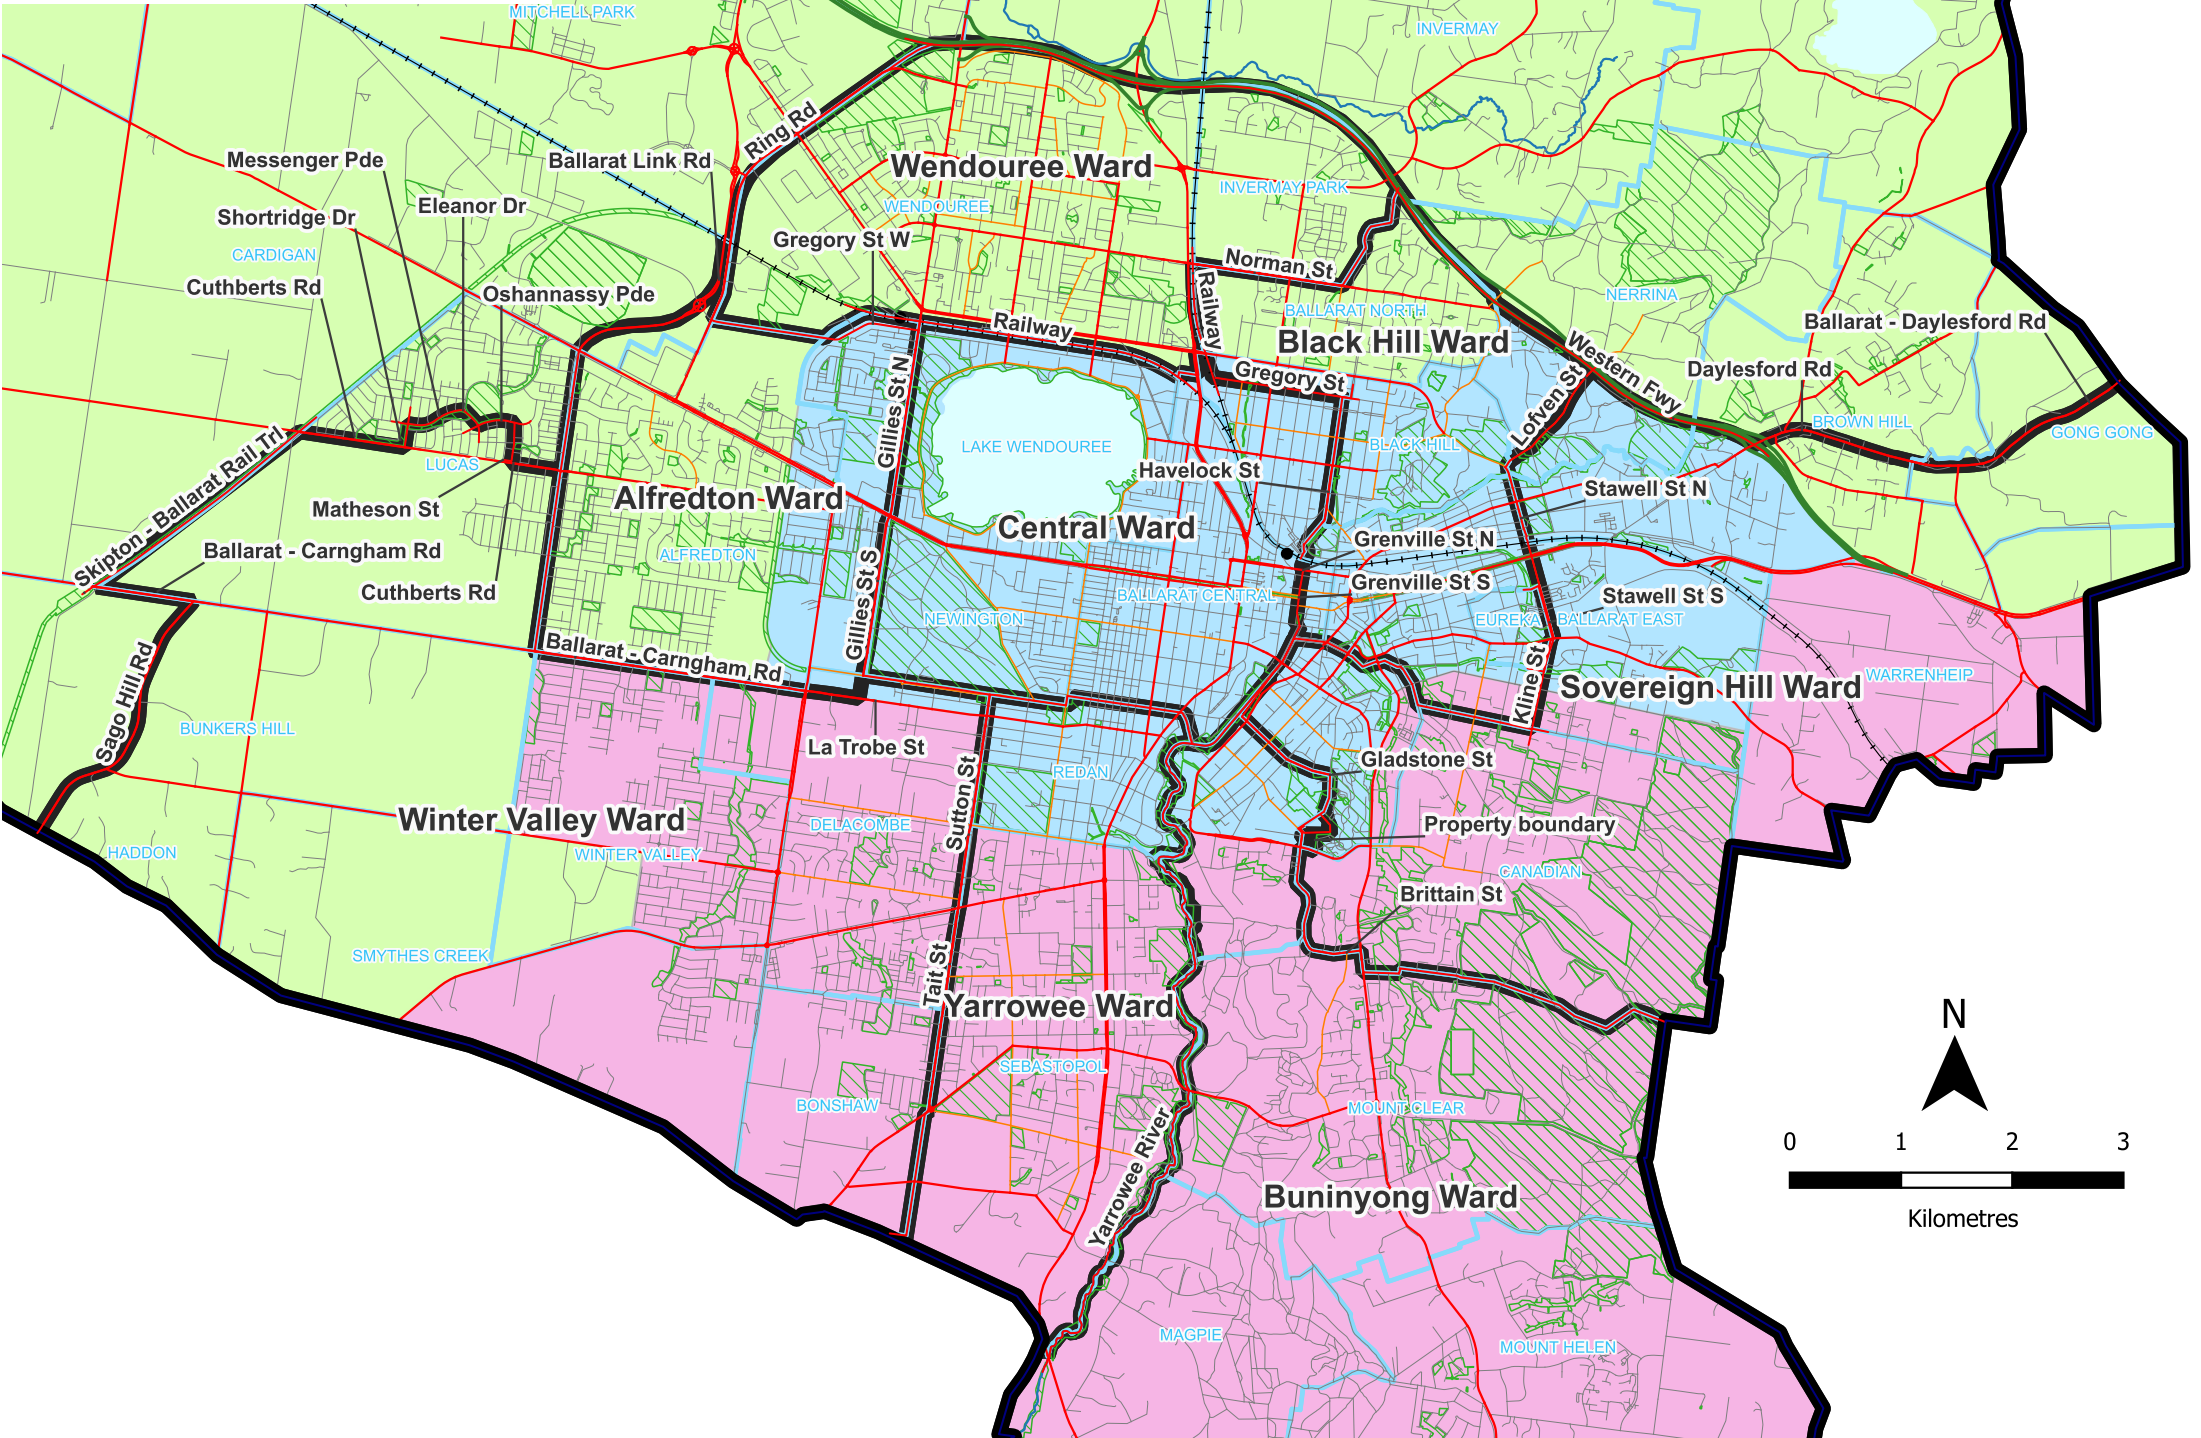 MITCHELL PARK
INVERMAY
Ring Rd
Messenger Pde
Ballarat Link Rd
Wendouree Ward
INVERMAY PARK
Shortridge Dr
Eleanor Dr
WENDOUREE
CARDIGAN
Gregory St W
Norman St
Cuthberts Rd
Oshannassy Pde
Railway
Railway
BALLARAT NORTH
NERRINA
Black Hill Ward
Western Fwy
Ballarat - Daylesford Rd
Daylesford Rd
Gregory St
Lofven St
Gillies St N
BROWN HILL
GONG GONG
LAKE WENDOUREE
BLACK HILL
LUCAS
Havelock St
Skipton - Ballarat Rail Trl
Alfredton Ward
Stawell St N
Matheson St
Central Ward
Grenville St N
Ballarat - Carngham Rd
ALFREDTON
Grenville St S
Cuthberts Rd
BALLARAT CENTRAL
Stawell St S
Gillies St S
NEWINGTON
EUREKA
BALLARAT EAST
Ballarat - Carngham Rd
Sago Hill Rd
Kline St
Sovereign Hill Ward
WARRENHEIP
BUNKERS HILL
La Trobe St
Gladstone St
REDAN
Sutton St
Winter Valley Ward
DELACOMBE
Property boundary
HADDON
WINTER VALLEY
CANADIAN
Brittain St
SMYTHES CREEK
Tait St
Yarrowee Ward
N
SEBASTOPOL
BONSHAW
MOUNT CLEAR
Yarrowee River
0 1 2 3
Kilometres
Buninyong Ward
MAGPIE
MOUNT HELEN